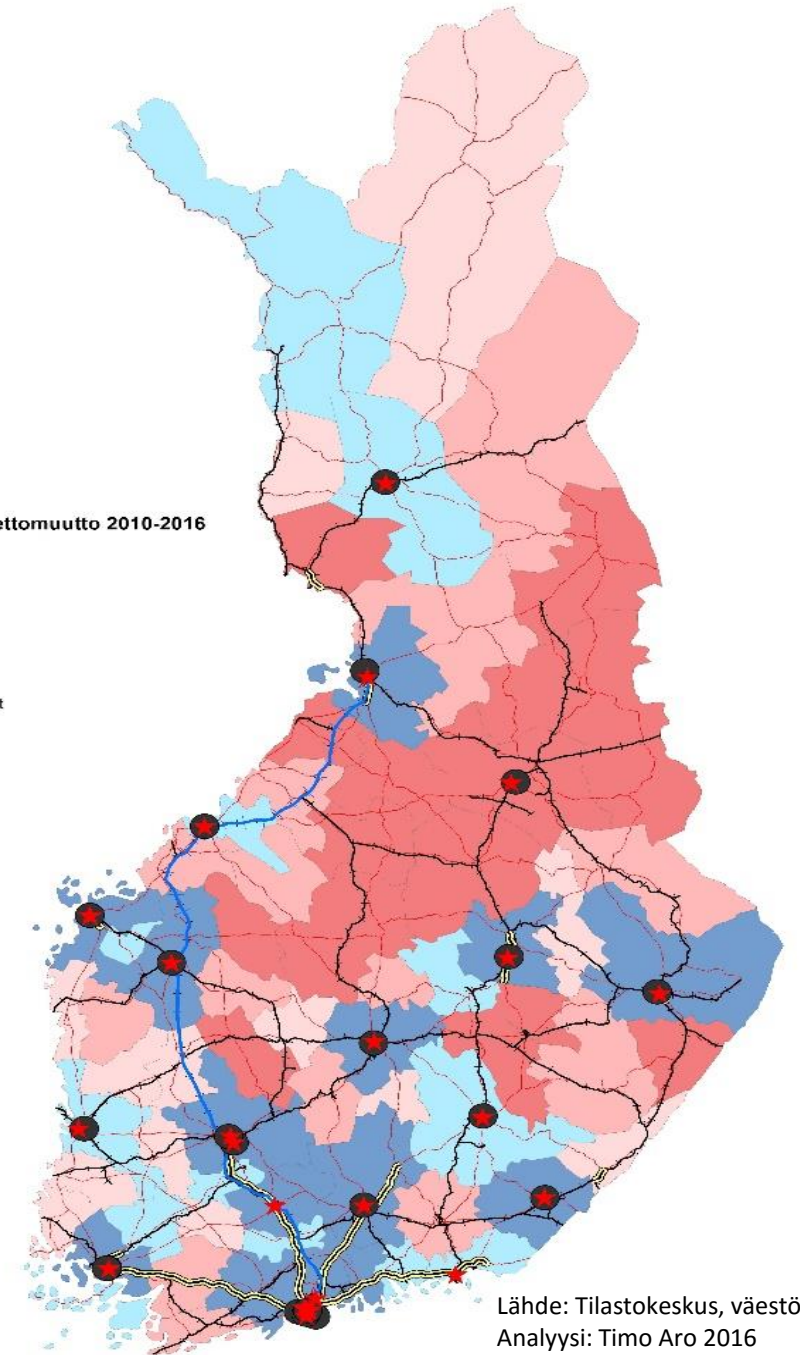 ettomuutto 2010-2016
t
Lähde: Tilastokeskus, väestö
Analyysi: Timo Aro 2016